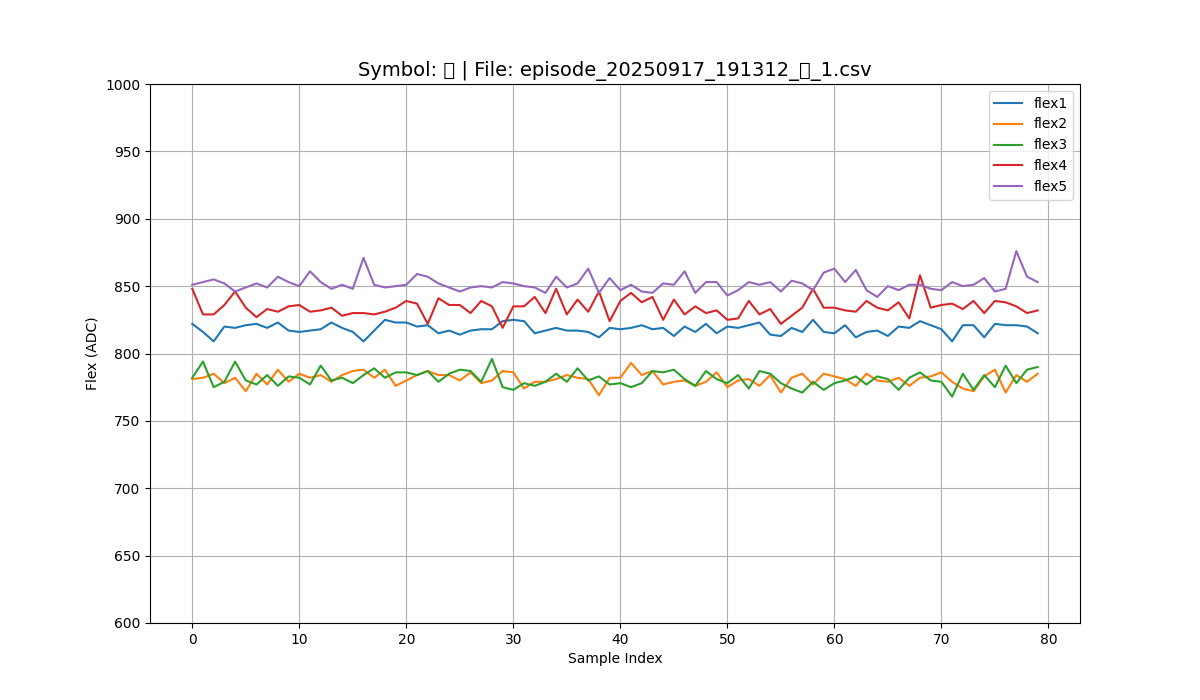 Symbol: | File: episode_20250917_191312_ _1.csv
1000
950
900
850
800
750
700
650
600
Flex (ADC)
0 10 20 30 40 50 60 70 80
Sample Index
flex1
flex2
flex3
flex4
flex5